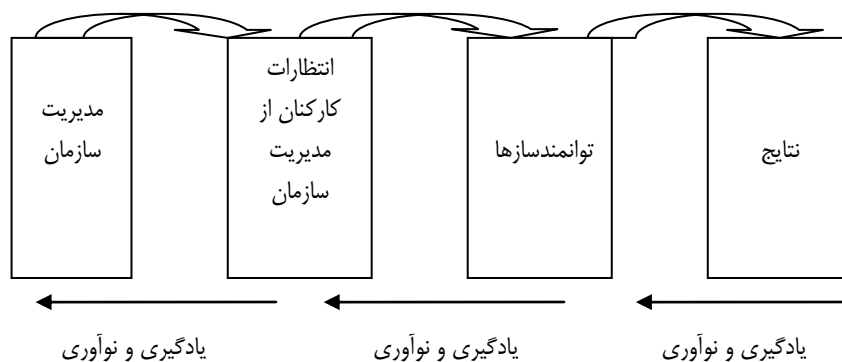 مدیریت
سازمان
انتظارات
کارکنان از
مدیریت
سازمان
توانمندسازها
نتایج
یادگیری و نوآوری
یادگیری و نوآوری
یادگیری و نوآوری